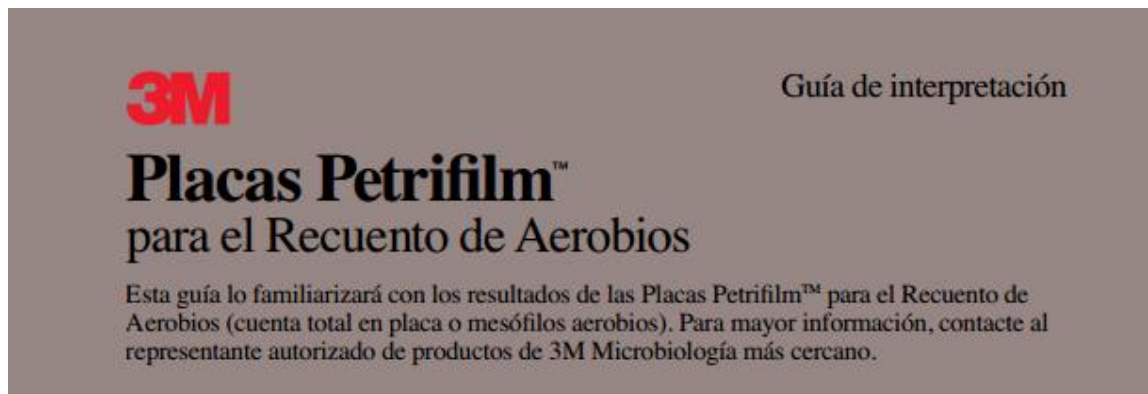 3M
Guía de interpretación
Placas Petrifilm™
para el Recuento de Aerobios
Esta guía lo familiarizará con los resultados de las Placas Petrifilm™ para el Recuento de
Aerobios (cuenta total en placa o mesófilos aerobios). Para mayor información, contacte al
representante autorizado de productos de 3M Microbiología más cercano.